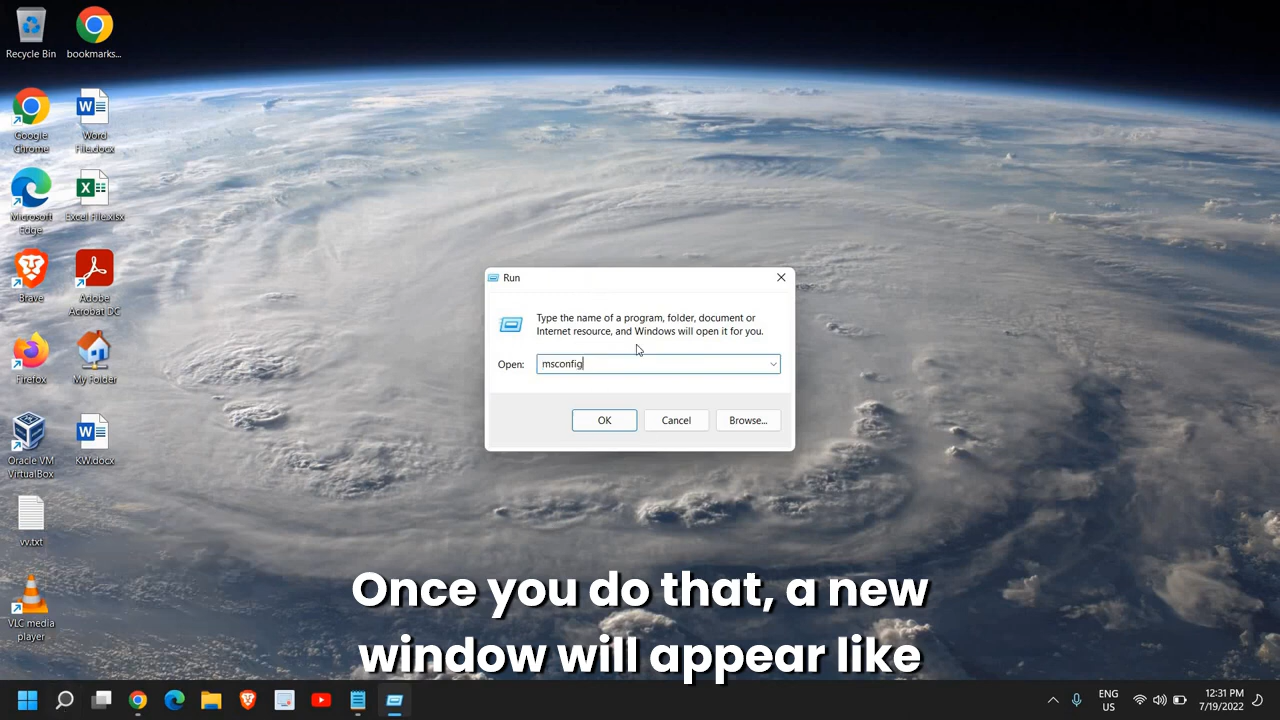 Recycle Bin
bookmarks...
Google
Chrome
Word
File.docx
Microsoft
Edge
Excel File.xlsx
Brave
Adobe
Acrobat DC
Firefox
My Folder
Oracle VM
VirtualBox
KW.docx
vv.txt
VLC media
player
Run
Type the name of a program, folder, document or
Internet resource, and Windows will open it for you.
Open: msconfig
OK Cancel Browse...
Once you do that, a new
window will appear like
ENG
US
12:31 PM
7/19/2022